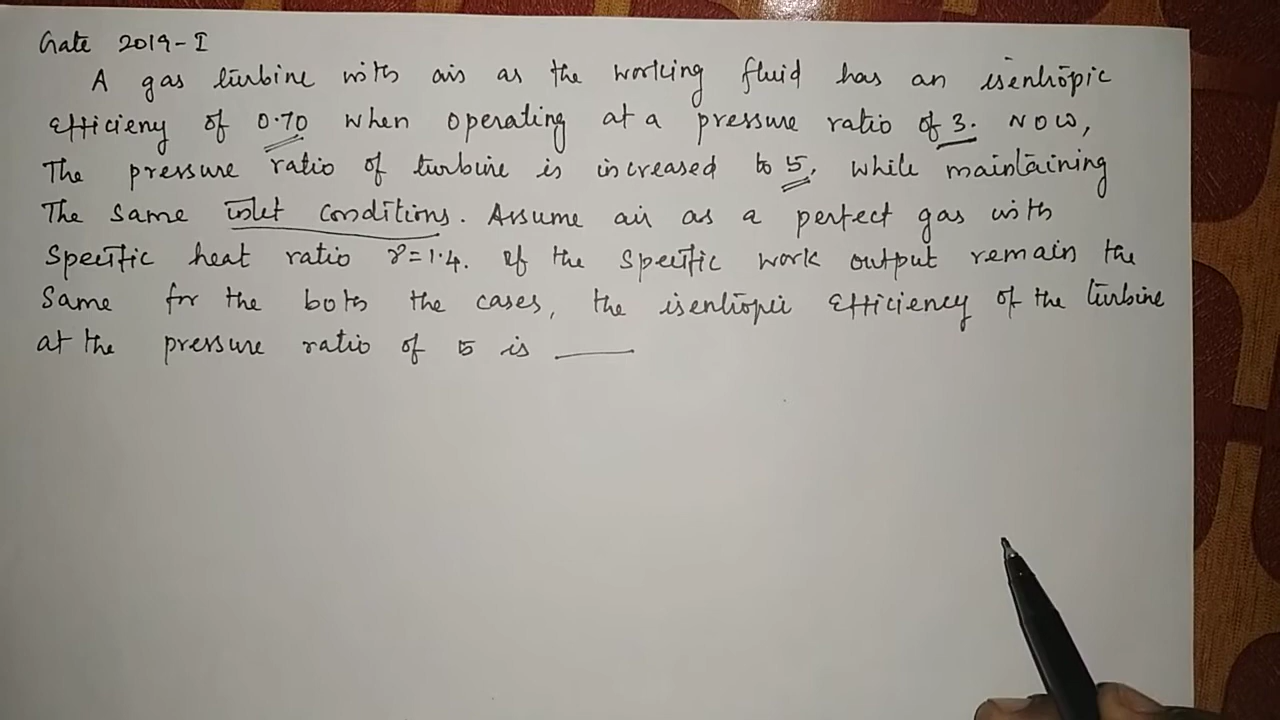 Gate 2019-I
A gas turbine with air as the working fluid has an isentropic
efficieny of 0.70 when operating at a pressure ratio of 3. Now,
The pressure ratio of turbine is increased to 5, while maintaining
The same inlet conditions. Assume air as a perfect gas with
Specific heat ratio γ=1.4. If the specific work output remain the
Same for the both the cases, the isentropic efficiency of the turbine
at the pressure ratio of 5 is ____